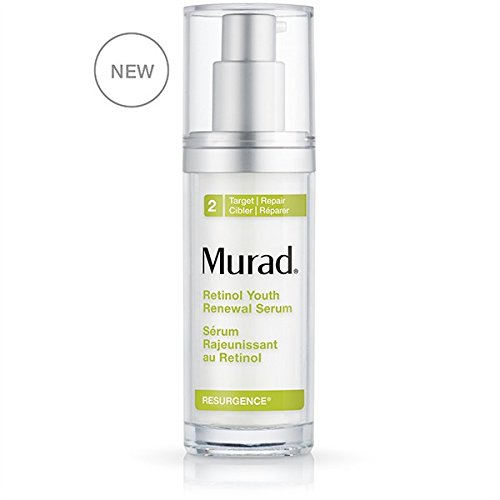 NEW
2
Target | Repair
Cibler | Réparer
Murad®
Retinol Youth
Renewal Serum
Sérum
Rajeunissant
au Retinol
RESURGENCE®